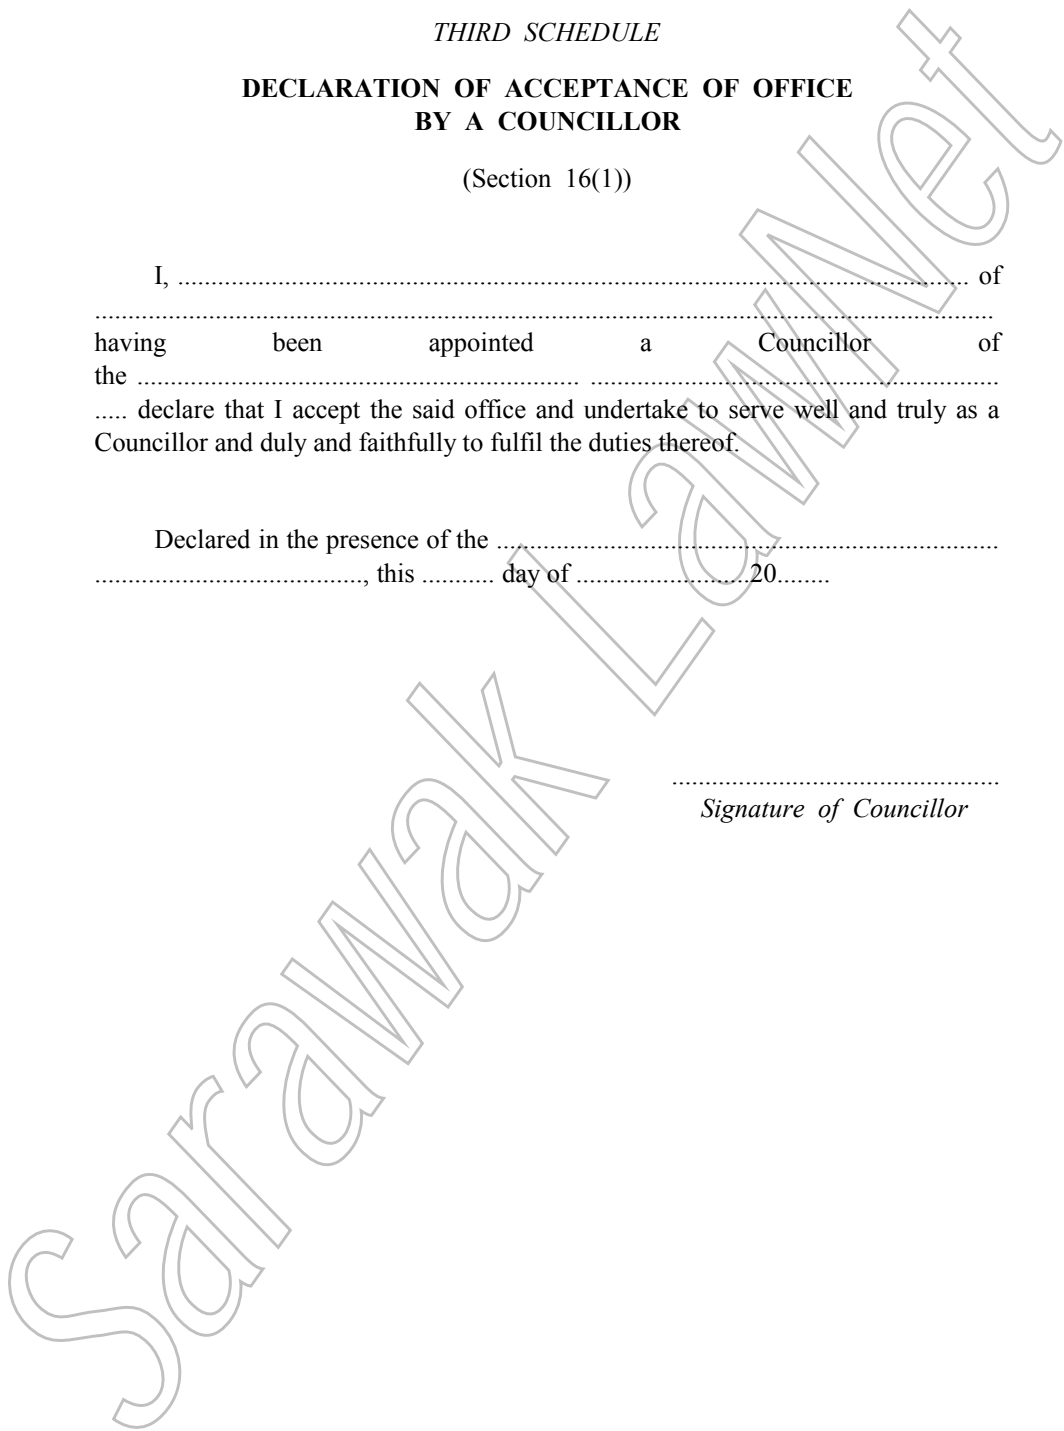 THIRD SCHEDULE
DECLARATION OF ACCEPTANCE OF OFFICE
BY A COUNCILLOR
(Section 16(1))
I, ....................................................................................................................... of
.......................................................................................................................................
having been appointed a Councillor of
the .................................................................. .............................................................
..... declare that I accept the said office and undertake to serve well and truly as a
Councillor and duly and faithfully to fulfil the duties thereof.
Declared in the presence of the ...........................................................................
........................................, this ........... day of ..........................20........
.................................................
Signature of Councillor
Sarawak LawNet